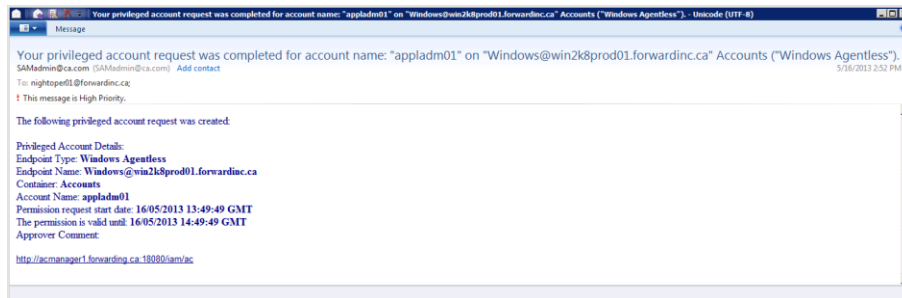 Your privileged account request was completed for account name: "appladm01" on "Windows@win2k8prod01.forwardinc.ca" Accounts ("Windows Agentless"). - Unicode (UTF-8)
Message
Your privileged account request was completed for account name: "appladm01" on "Windows@win2k8prod01.forwardinc.ca" Accounts ("Windows Agentless").
SAMadmin@ca.com (SAMadmin@ca.com) Add contact 5/16/2013 2:52 PM
To: nightoper01@forwardinc.ca;
! This message is High Priority.
The following privileged account request was created:
Privileged Account Details:
Endpoint Type: Windows Agentless
Endpoint Name: Windows@win2k8prod01.forwardinc.ca
Container: Accounts
Account Name: appladm01
Permission request start date: 16/05/2013 13:49:49 GMT
The permission is valid until: 16/05/2013 14:49:49 GMT
Approver Comment:
http://acmanager1.forwarding.ca:18080/iam/ac